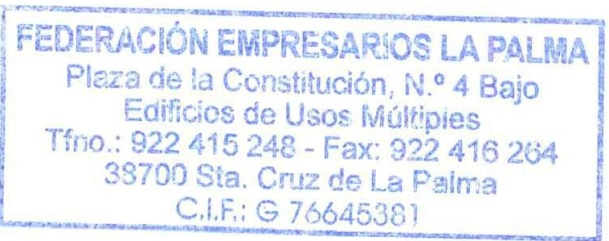 FEDERACIÓN EMPRESARIOS LA PALMA
Plaza de la Constitución, N.º 4 Bajo
Edificios de Usos Múltiples
Tfno.: 922 415 248 - Fax: 922 416 264
38700 Sta. Cruz de La Palma
C.I.F.: G 76645381